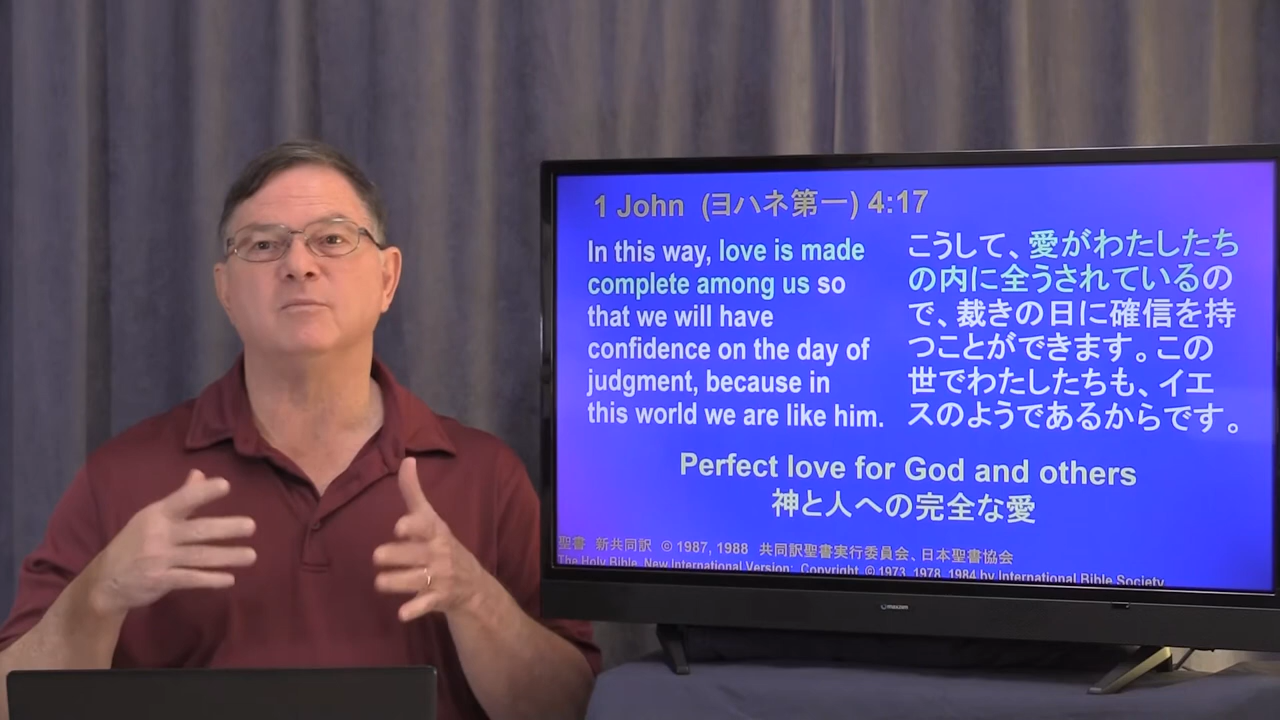 1 John (ヨハネ第一) 4:17
In this way, love is made
complete among us so
that we will have
confidence on the day of
judgment, because in
this world we are like him.
こうして、愛がわたしたち
の内に全うされているの
で、裁きの日に確信を持
つことができます。この
世でわたしたちも、イエ
スのようであるからです。
Perfect love for God and others
神と人への完全な愛
聖書 新共同訳 © 1987, 1988 共同訳聖書実行委員会、日本聖書協会
The Holy Bible, New International Version: Copyright © 1973, 1978, 1984 by International Bible Society